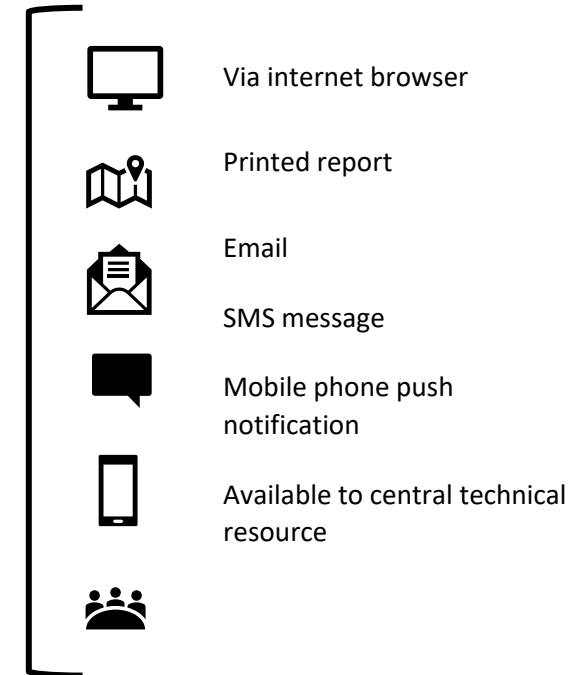 Via internet browser
Printed report
Email
SMS message
Mobile phone push
notification
Available to central technical
resource